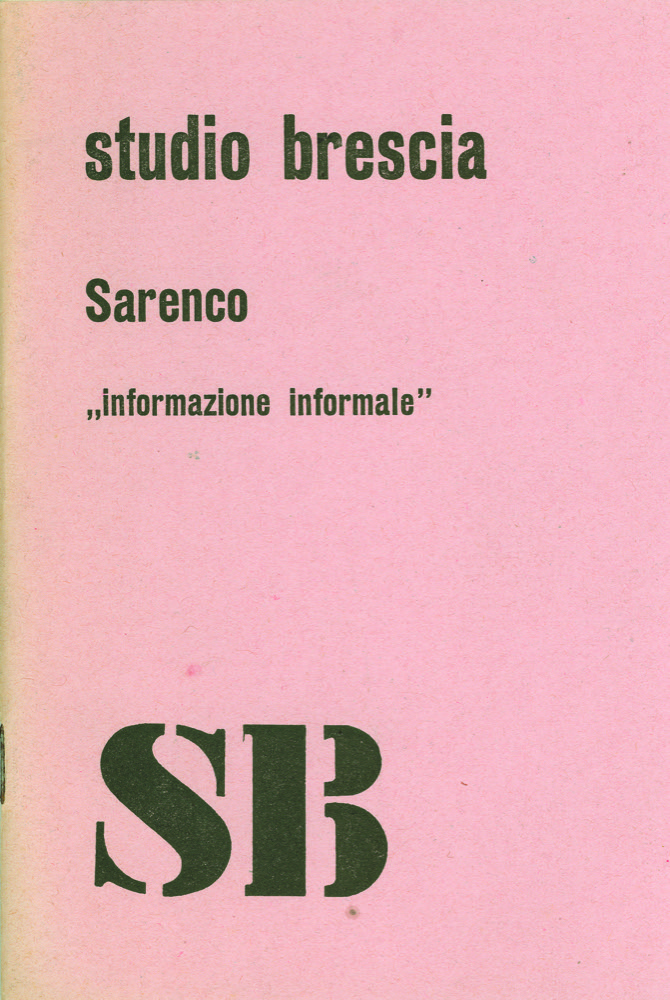 studio brescia
Sarenco
„informazione informale”
SB